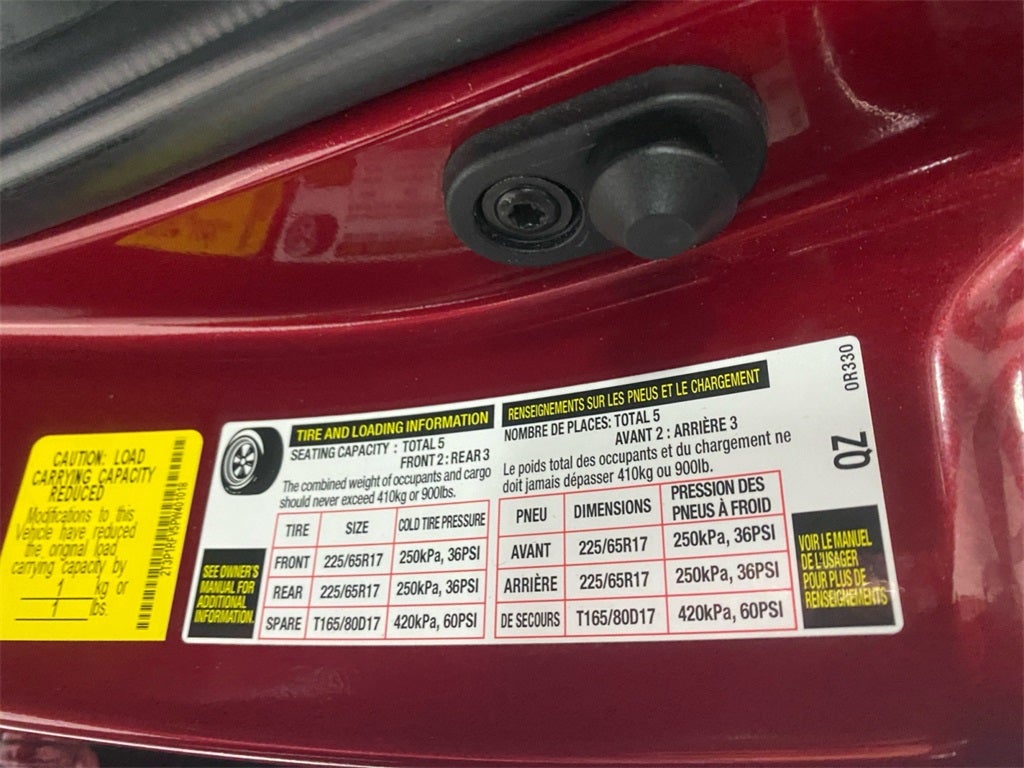 CAUTION: LOAD
CARRYING CAPACITY
REDUCED
Modifications to this
Vehicle have reduced
the original load
carrying capacity by
1 kg or
1 lbs.
TIRE AND LOADING INFORMATION
SEATING CAPACITY : TOTAL 5
FRONT 2 : REAR 3
The combined weight of occupants and cargo
should never exceed 410kg or 900lbs.
TIRE SIZE COLD TIRE PRESSURE
FRONT 225/65R17 250kPa, 36PSI
REAR 225/65R17 250kPa, 36PSI
SPARE T165/80D17 420kPa, 60PSI
SEE OWNER'S
MANUAL FOR
ADDITIONAL
INFORMATION.
RENSEIGNEMENTS SUR LES PNEUS ET LE CHARGEMENT
NOMBRE DE PLACES: TOTAL 5
AVANT 2 : ARRIÈRE 3
Le poids total des occupants et du chargement ne
doit jamais dépasser 410kg ou 900lb.
PNEU DIMENSIONS PRESSION DES
PNEUS À FROID
AVANT 225/65R17 250kPa, 36PSI
ARRIÈRE 225/65R17 250kPa, 36PSI
DE SECOURS T165/80D17 420kPa, 60PSI
VOIR LE MANUEL
DE L'USAGER
POUR PLUS DE
RENSEIGNEMENTS
QZ
0R330